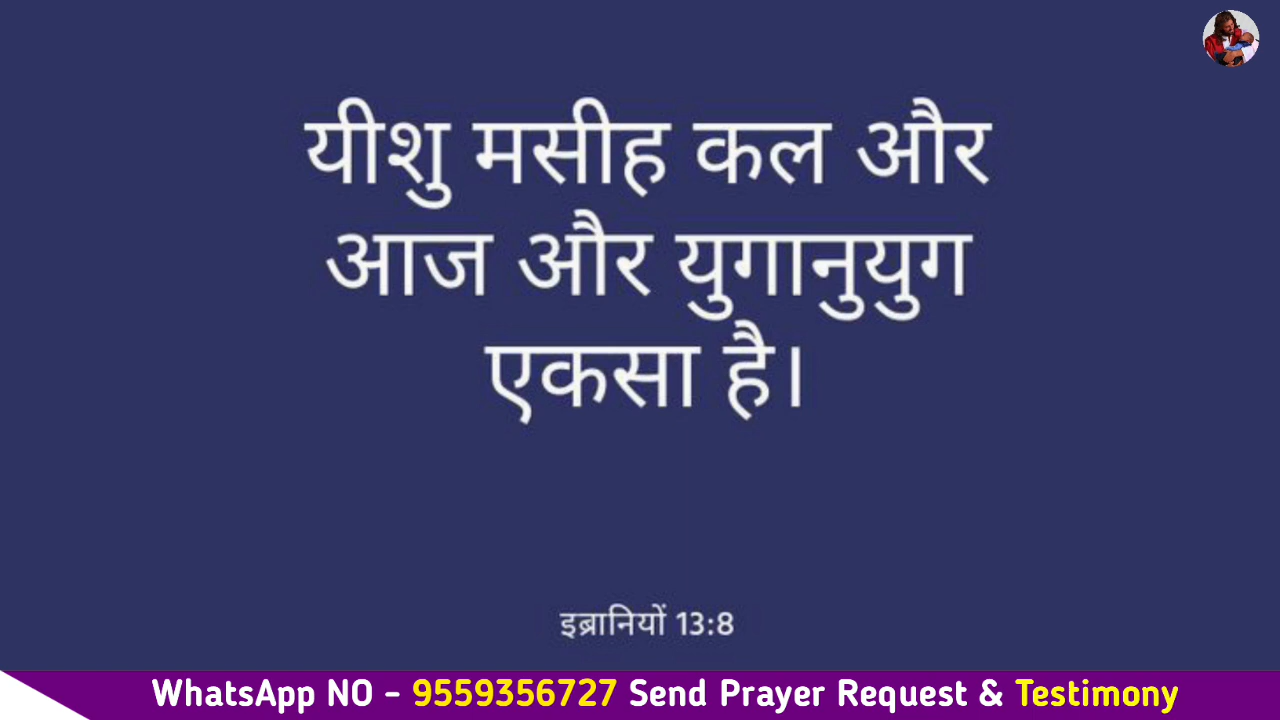 यीशु मसीह कल और
आज और युगानुयुग
एकसा है।
इब्रानियों 13:8
WhatsApp NO - 9559356727 Send Prayer Request & Testimony